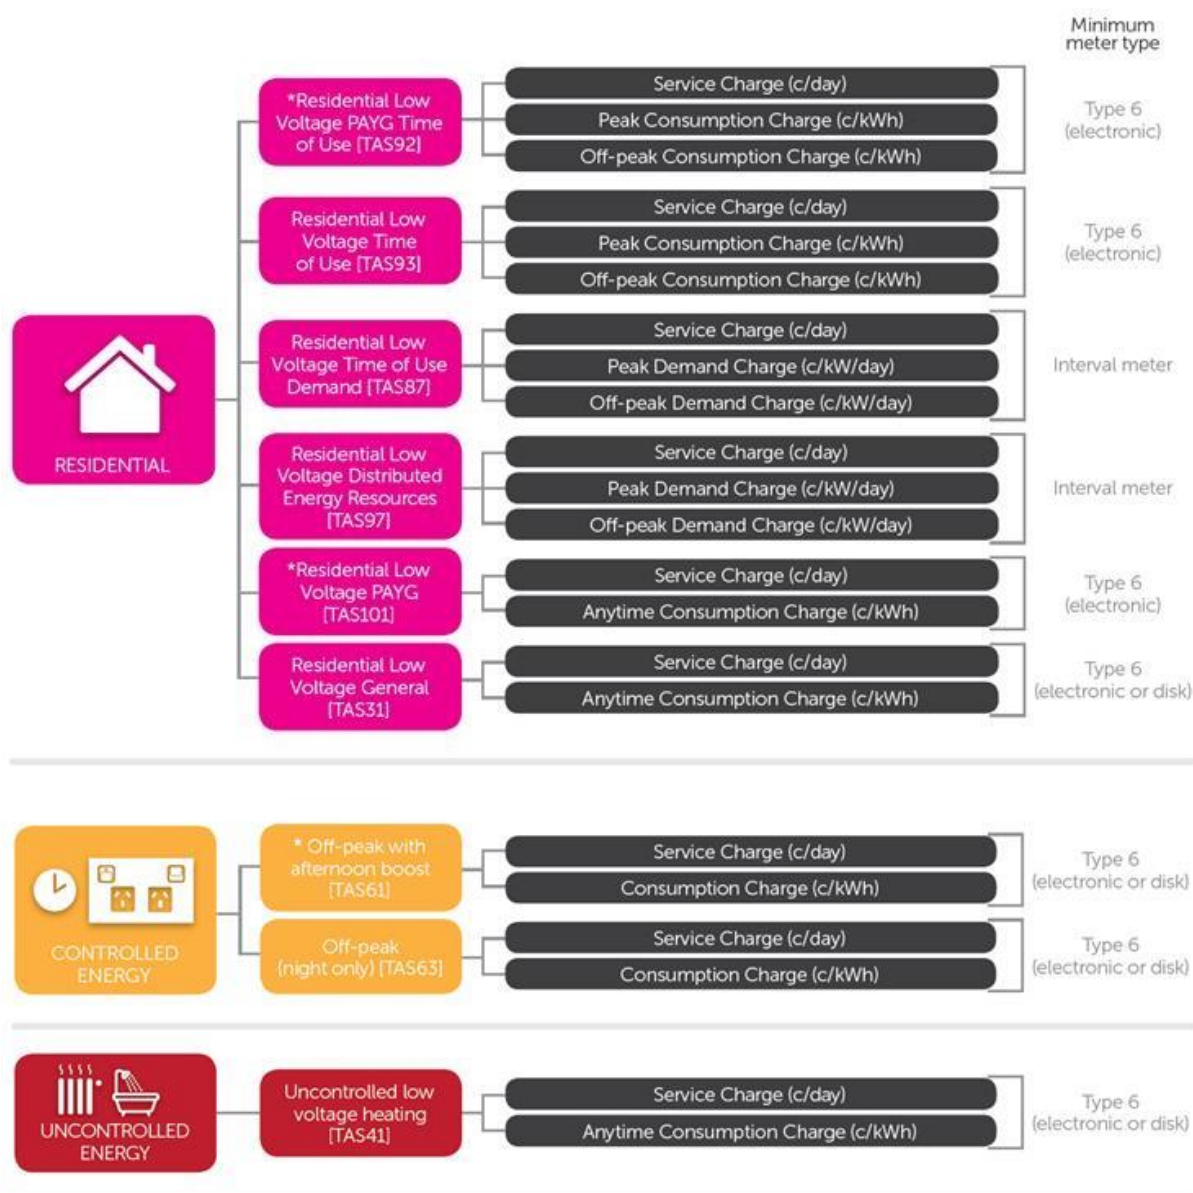 Minimum
meter type
*Residential Low
Voltage PAYG Time
of Use [TAS92]
Service Charge (c/day)
Peak Consumption Charge (c/kWh)
Off-peak Consumption Charge (c/kWh)
Type 6
(electronic)
Residential Low
Voltage Time
of Use [TAS93]
Service Charge (c/day)
Peak Consumption Charge (c/kWh)
Off-peak Consumption Charge (c/kWh)
Type 6
(electronic)
RESIDENTIAL
Residential Low
Voltage Time of Use
Demand [TAS87]
Service Charge (c/day)
Peak Demand Charge (c/kW/day)
Off-peak Demand Charge (c/kW/day)
Interval meter
Residential Low
Voltage Distributed
Energy Resources
[TAS97]
Service Charge (c/day)
Peak Demand Charge (c/kW/day)
Off-peak Demand Charge (c/kW/day)
Interval meter
*Residential Low
Voltage PAYG
[TAS101]
Service Charge (c/day)
Anytime Consumption Charge (c/kWh)
Type 6
(electronic)
Residential Low
Voltage General
[TAS31]
Service Charge (c/day)
Anytime Consumption Charge (c/kWh)
Type 6
(electronic or disk)
CONTROLLED
ENERGY
* Off-peak with
afternoon boost
[TAS61]
Service Charge (c/day)
Consumption Charge (c/kWh)
Type 6
(electronic or disk)
Off-peak
(night only) [TAS63]
Service Charge (c/day)
Consumption Charge (c/kWh)
Type 6
(electronic or disk)
UNCONTROLLED
ENERGY
Uncontrolled low
voltage heating
[TAS41]
Service Charge (c/day)
Anytime Consumption Charge (c/kWh)
Type 6
(electronic or disk)